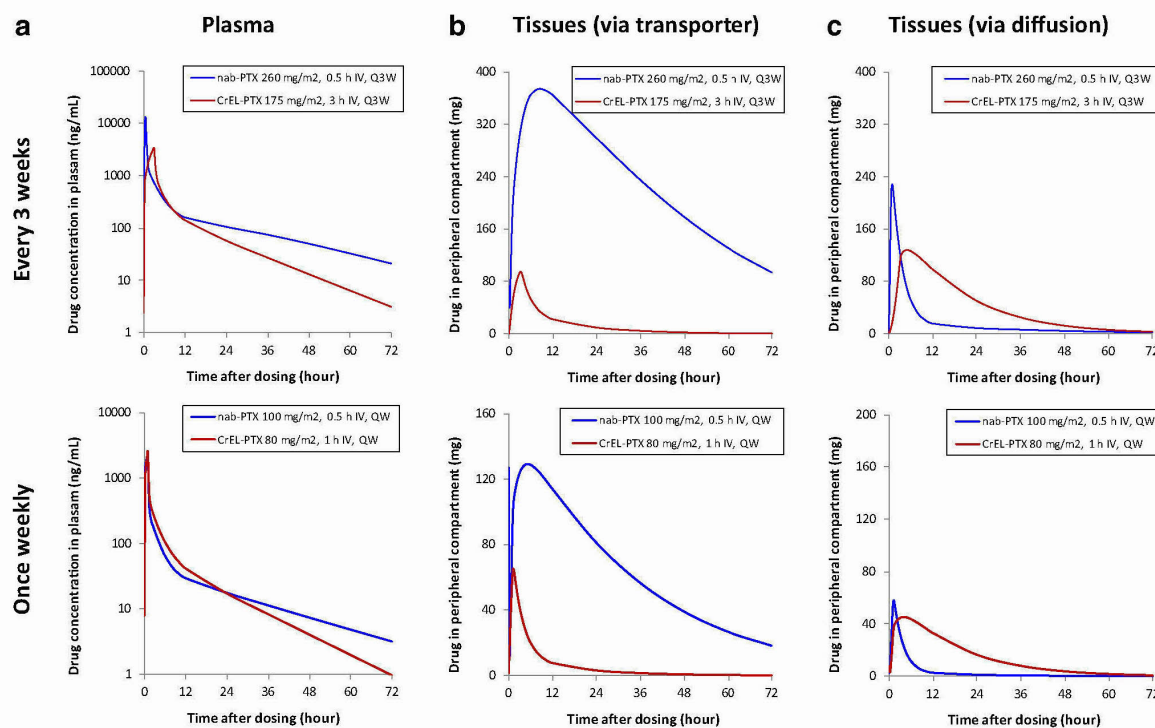 a Plasma
b Tissues (via transporter)
c Tissues (via diffusion)
Every 3 weeks
Drug concentration in plasam (ng/mL)
100000
10000
1000
100
10
1
nab-PTX 260 mg/m2, 0.5 h IV, Q3W
CrEL-PTX 175 mg/m2, 3 h IV, Q3W
0 12 24 36 48 60 72
Time after dosing (hour)
Drug in peripheral compartment (mg)
400
320
240
160
80
0
nab-PTX 260 mg/m2, 0.5 h IV, Q3W
CrEL-PTX 175 mg/m2, 3 h IV, Q3W
0 12 24 36 48 60 72
Time after dosing (hour)
Drug in peripheral compartment (mg)
400
320
240
160
80
0
nab-PTX 260 mg/m2, 0.5 h IV, Q3W
CrEL-PTX 175 mg/m2, 3 h IV, Q3W
0 12 24 36 48 60 72
Time after dosing (hour)
Once weekly
Drug concentration in plasam (ng/mL)
10000
1000
100
10
1
nab-PTX 100 mg/m2, 0.5 h IV, QW
CrEL-PTX 80 mg/m2, 1 h IV, QW
0 12 24 36 48 60 72
Time after dosing (hour)
Drug in peripheral compartment (mg)
160
120
80
40
0
nab-PTX 100 mg/m2, 0.5 h IV, QW
CrEL-PTX 80 mg/m2, 1 h IV, QW
0 12 24 36 48 60 72
Time after dosing (hour)
Drug in peripheral compartment (mg)
200
160
120
80
40
0
nab-PTX 100 mg/m2, 0.5 h IV, QW
CrEL-PTX 80 mg/m2, 1 h IV, QW
0 12 24 36 48 60 72
Time after dosing (hour)